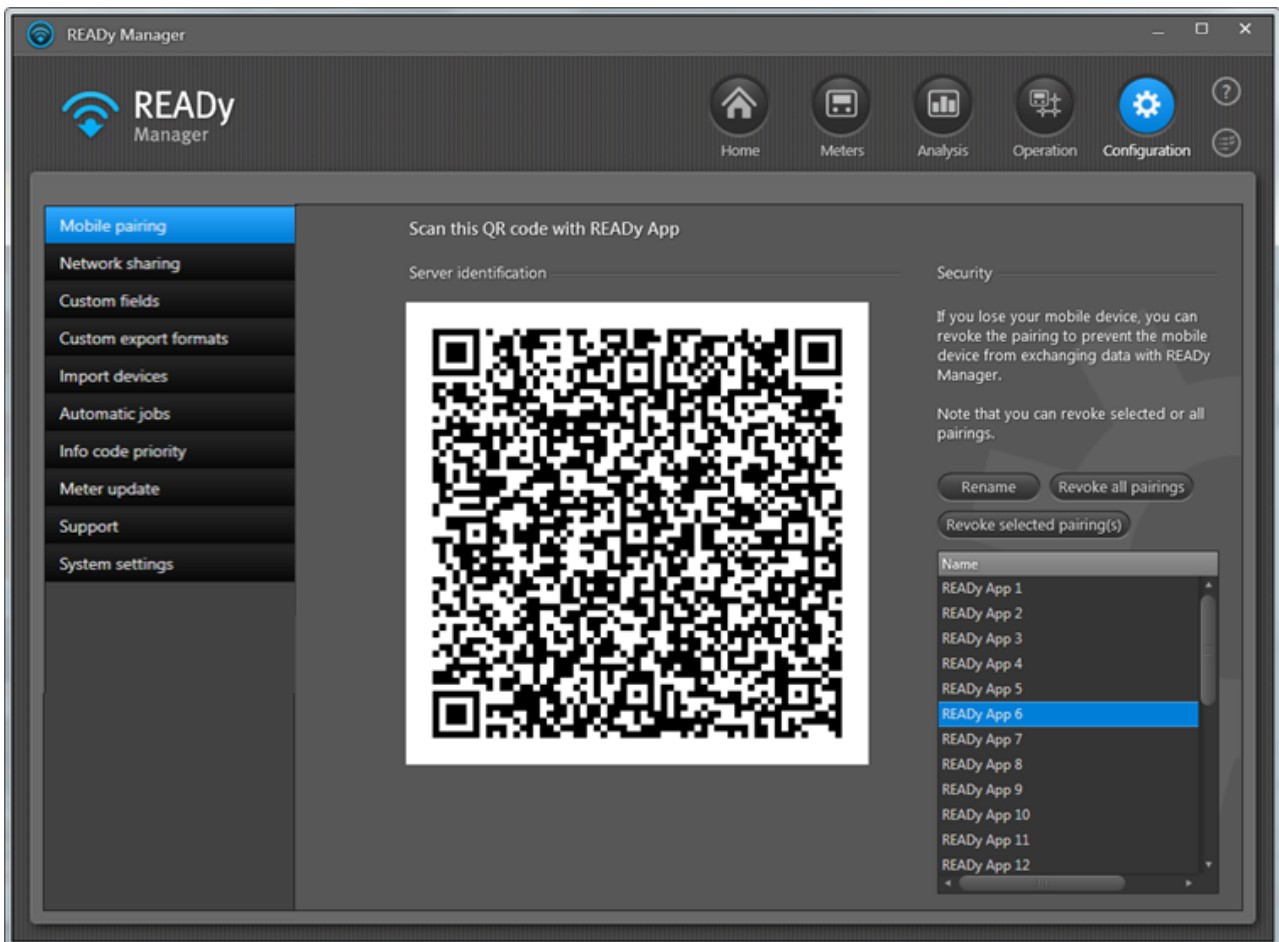 READy Manager
READy
Manager
Home
Meters
Analysis
Operation
Configuration
?
Mobile pairing
Network sharing
Custom fields
Custom export formats
Import devices
Automatic jobs
Info code priority
Meter update
Support
System settings
Scan this QR code with READy App
Server identification
Security
If you lose your mobile device, you can
revoke the pairing to prevent the mobile
device from exchanging data with READy
Manager.
Note that you can revoke selected or all
pairings.
Rename
Revoke all pairings
Revoke selected pairing(s)
Name
READy App 1
READy App 2
READy App 3
READy App 4
READy App 5
READy App 6
READy App 7
READy App 8
READy App 9
READy App 10
READy App 11
READy App 12